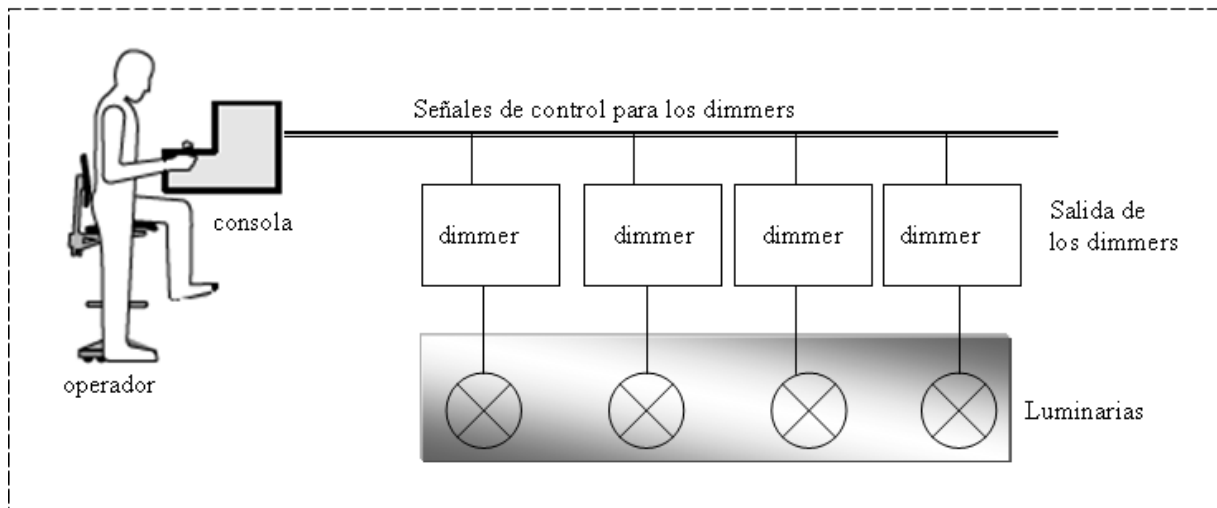 Señales de control para los dimmers
consola
dimmer
dimmer
dimmer
dimmer
Salida de
los dimmers
operador
Luminarias